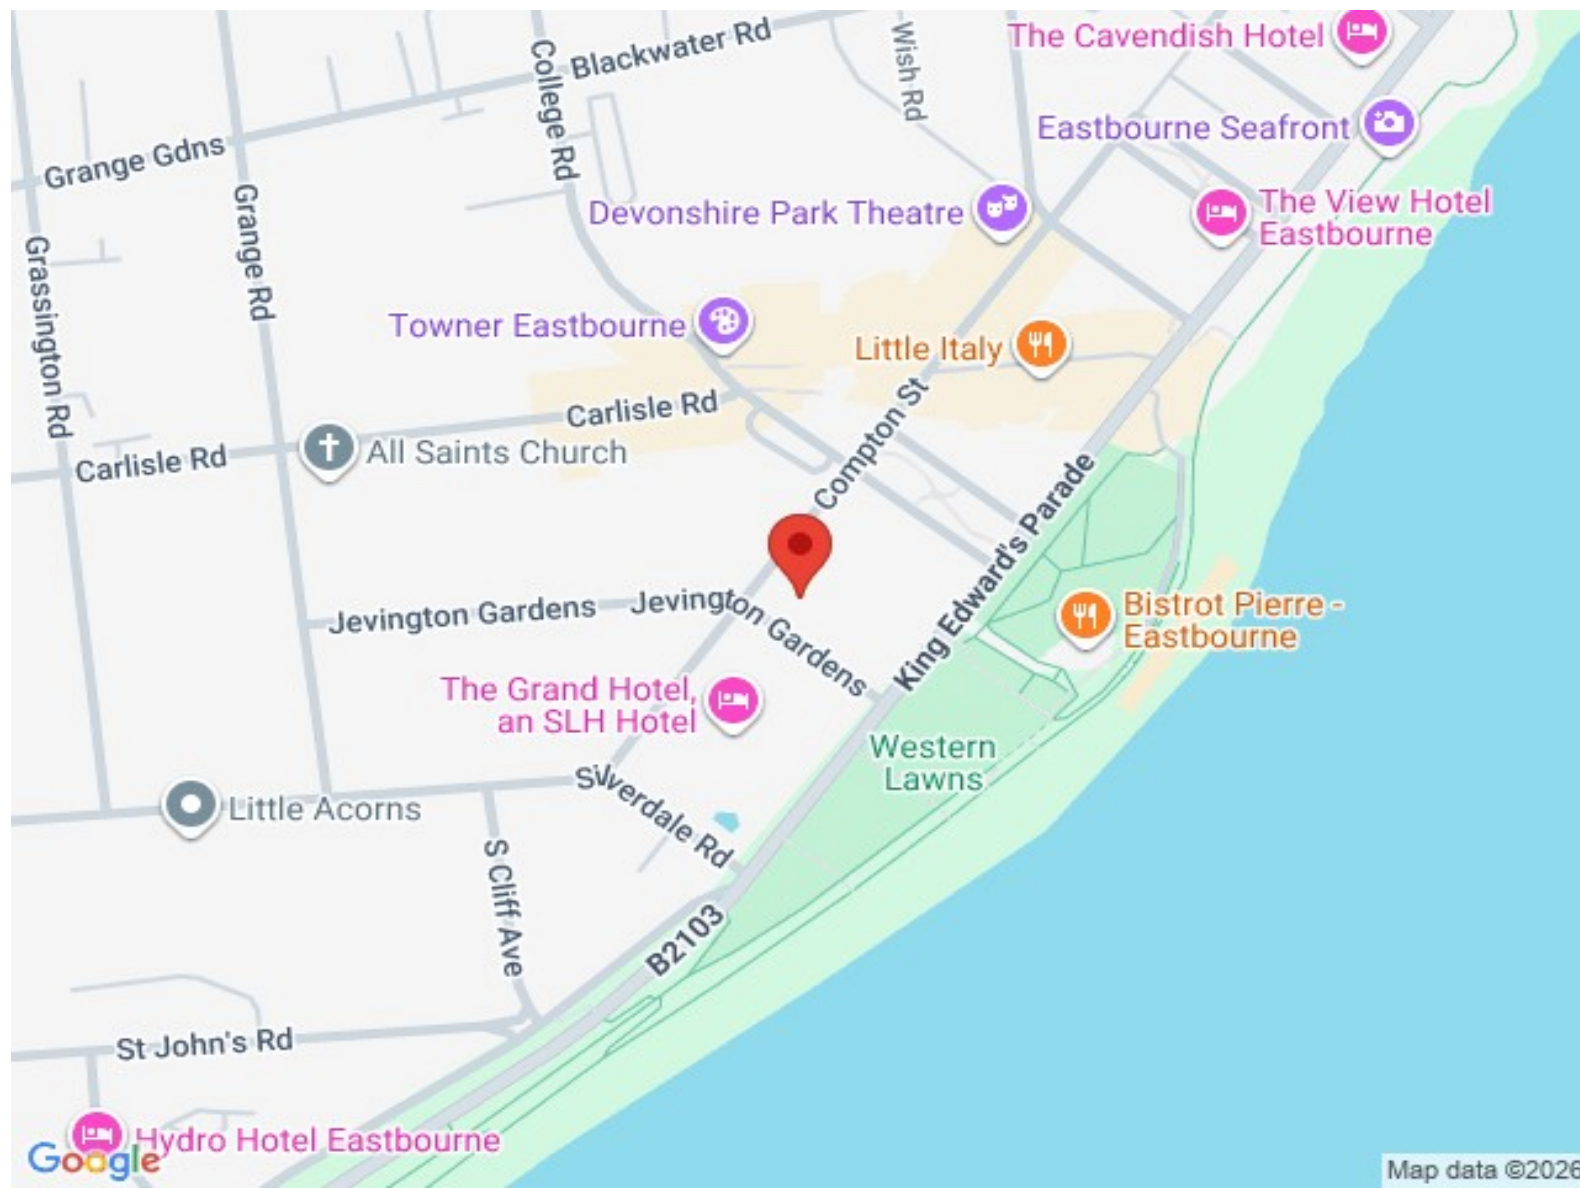 The Cavendish Hotel
Blackwater Rd
College Rd
Wish Rd
Eastbourne Seafront
Grange Gdns
Devonshire Park Theatre
The View Hotel
Eastbourne
Grange Rd
Grassington Rd
Towner Eastbourne
Little Italy
Carlisle Rd
Compton St
All Saints Church
Carlisle Rd
King Edward's Parade
Jevington Gardens
Jevington Gardens
Bistrot Pierre -
Eastbourne
The Grand Hotel,
an SLH Hotel
Western
Lawns
Silverdale Rd
Little Acorns
S Cliff Ave
B2103
St John's Rd
Hydro Hotel Eastbourne
Google
Map data ©2026